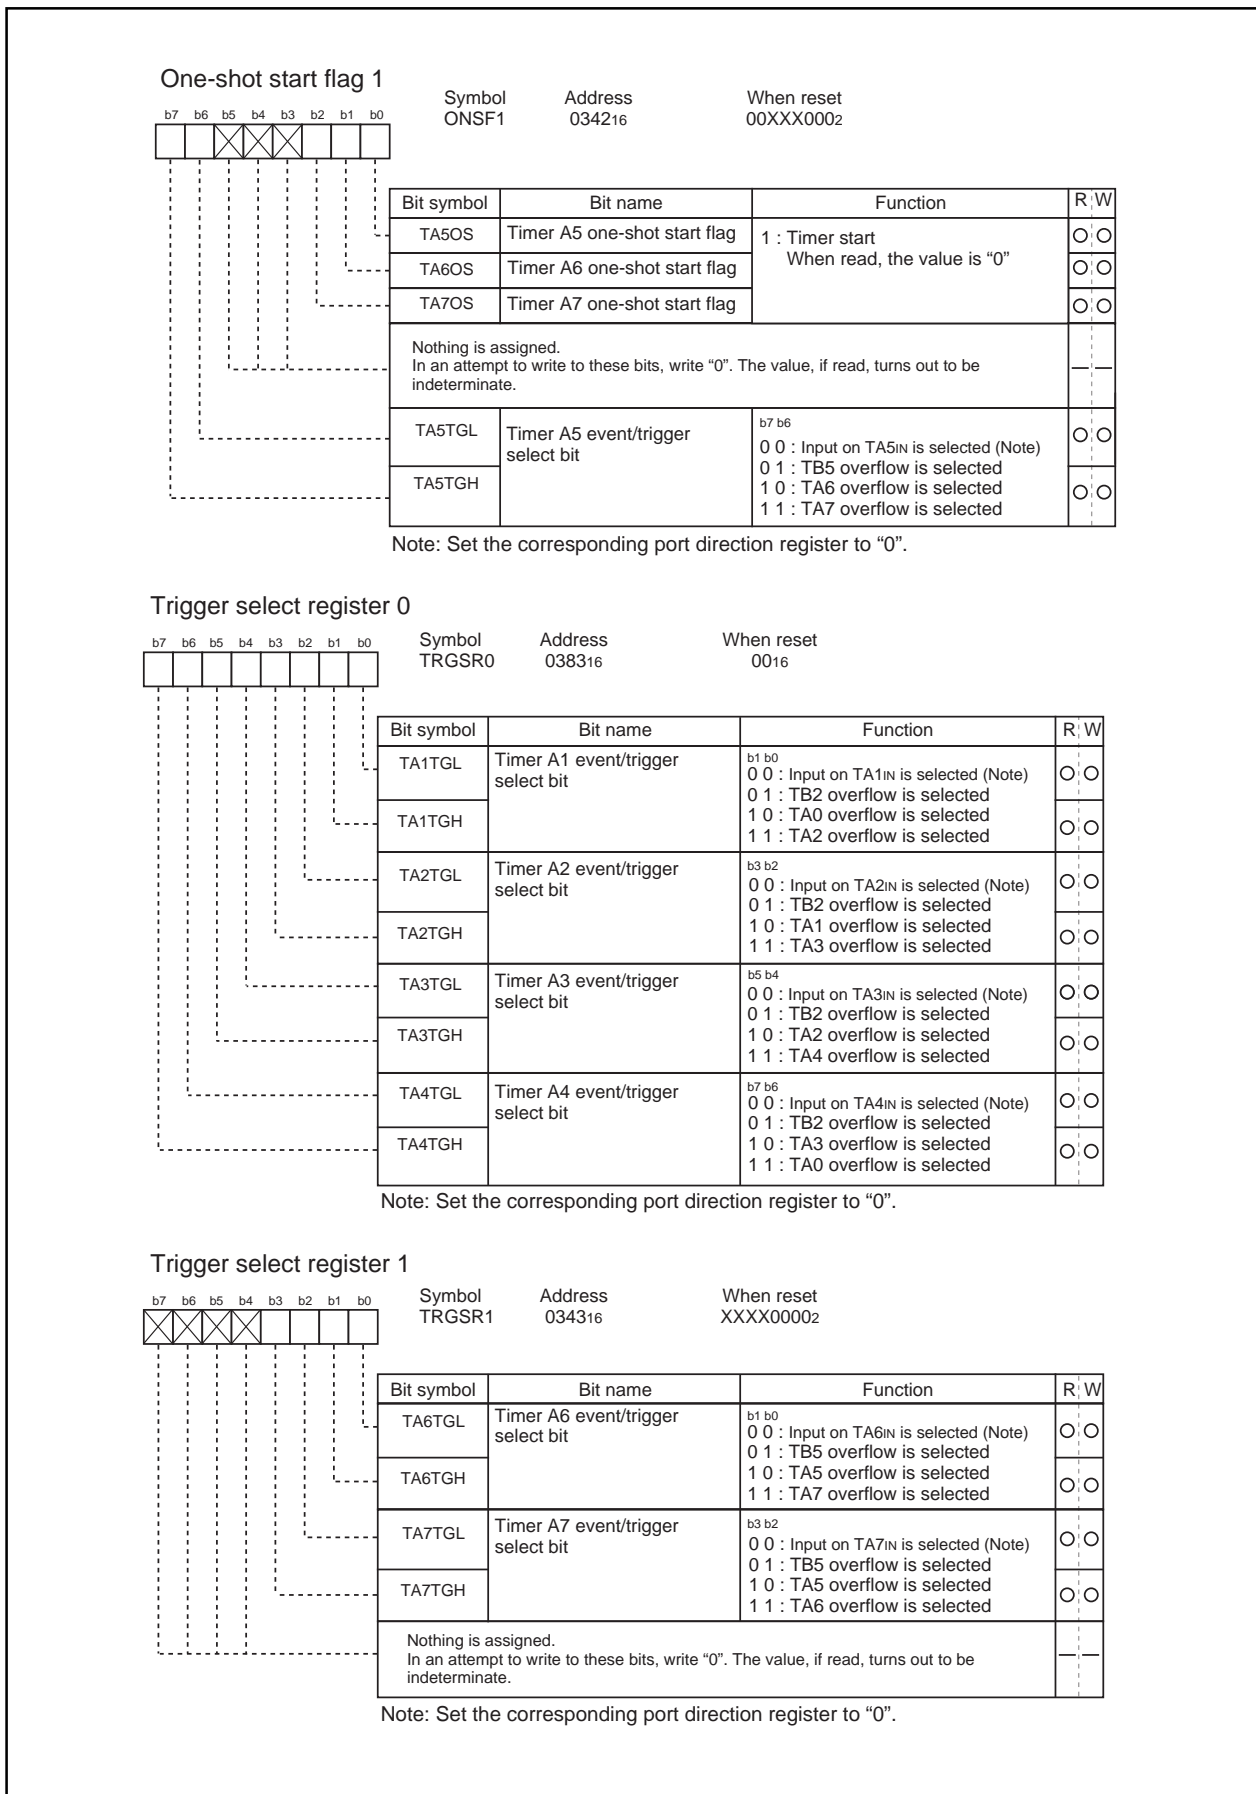 One-shot start flag 1
Symbol Address When reset
ONSF1 034216 00XXX0002
b7 b6 b5 b4 b3 b2 b1 b0
Bit symbol Bit name Function R W
TA5OS Timer A5 one-shot start flag 1 : Timer start
When read, the value is “0”
TA6OS Timer A6 one-shot start flag
TA7OS Timer A7 one-shot start flag
Nothing is assigned.
In an attempt to write to these bits, write “0”. The value, if read, turns out to be
indeterminate.
TA5TGL Timer A5 event/trigger
select bit
TA5TGH
b7 b6
0 0 : Input on TA5IN is selected (Note)
0 1 : TB5 overflow is selected
1 0 : TA6 overflow is selected
1 1 : TA7 overflow is selected
Note: Set the corresponding port direction register to “0”.
Trigger select register 0
Symbol Address When reset
TRGSR0 038316 0016
b7 b6 b5 b4 b3 b2 b1 b0
Bit symbol Bit name Function R W
TA1TGL Timer A1 event/trigger
select bit
TA1TGH
b1 b0
0 0 : Input on TA1IN is selected (Note)
0 1 : TB2 overflow is selected
1 0 : TA0 overflow is selected
1 1 : TA2 overflow is selected
TA2TGL Timer A2 event/trigger
select bit
TA2TGH
b3 b2
0 0 : Input on TA2IN is selected (Note)
0 1 : TB2 overflow is selected
1 0 : TA1 overflow is selected
1 1 : TA3 overflow is selected
TA3TGL Timer A3 event/trigger
select bit
TA3TGH
b5 b4
0 0 : Input on TA3IN is selected (Note)
0 1 : TB2 overflow is selected
1 0 : TA2 overflow is selected
1 1 : TA4 overflow is selected
TA4TGL Timer A4 event/trigger
select bit
TA4TGH
b7 b6
0 0 : Input on TA4IN is selected (Note)
0 1 : TB2 overflow is selected
1 0 : TA3 overflow is selected
1 1 : TA0 overflow is selected
Note: Set the corresponding port direction register to “0”.
Trigger select register 1
Symbol Address When reset
TRGSR1 034316 XXXX00002
b7 b6 b5 b4 b3 b2 b1 b0
Bit symbol Bit name Function R W
TA6TGL Timer A6 event/trigger
select bit
TA6TGH
b1 b0
0 0 : Input on TA6IN is selected (Note)
0 1 : TB5 overflow is selected
1 0 : TA5 overflow is selected
1 1 : TA7 overflow is selected
TA7TGL Timer A7 event/trigger
select bit
TA7TGH
b3 b2
0 0 : Input on TA7IN is selected (Note)
0 1 : TB5 overflow is selected
1 0 : TA5 overflow is selected
1 1 : TA6 overflow is selected
Nothing is assigned.
In an attempt to write to these bits, write “0”. The value, if read, turns out to be
indeterminate.
Note: Set the corresponding port direction register to “0”.